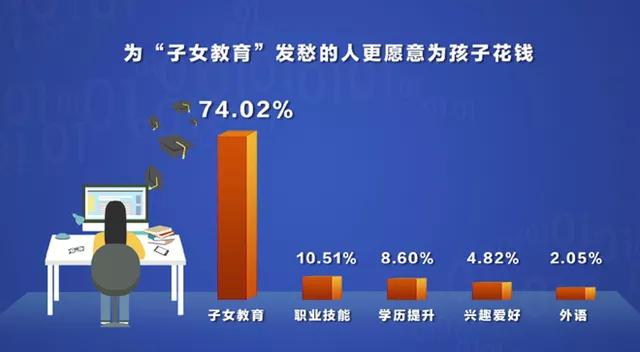 为“子女教育”发愁的人更愿意为孩子花钱
74.02%
10.51% 8.60% 4.82% 2.05%
子女教育 职业技能 学历提升 兴趣爱好 外语